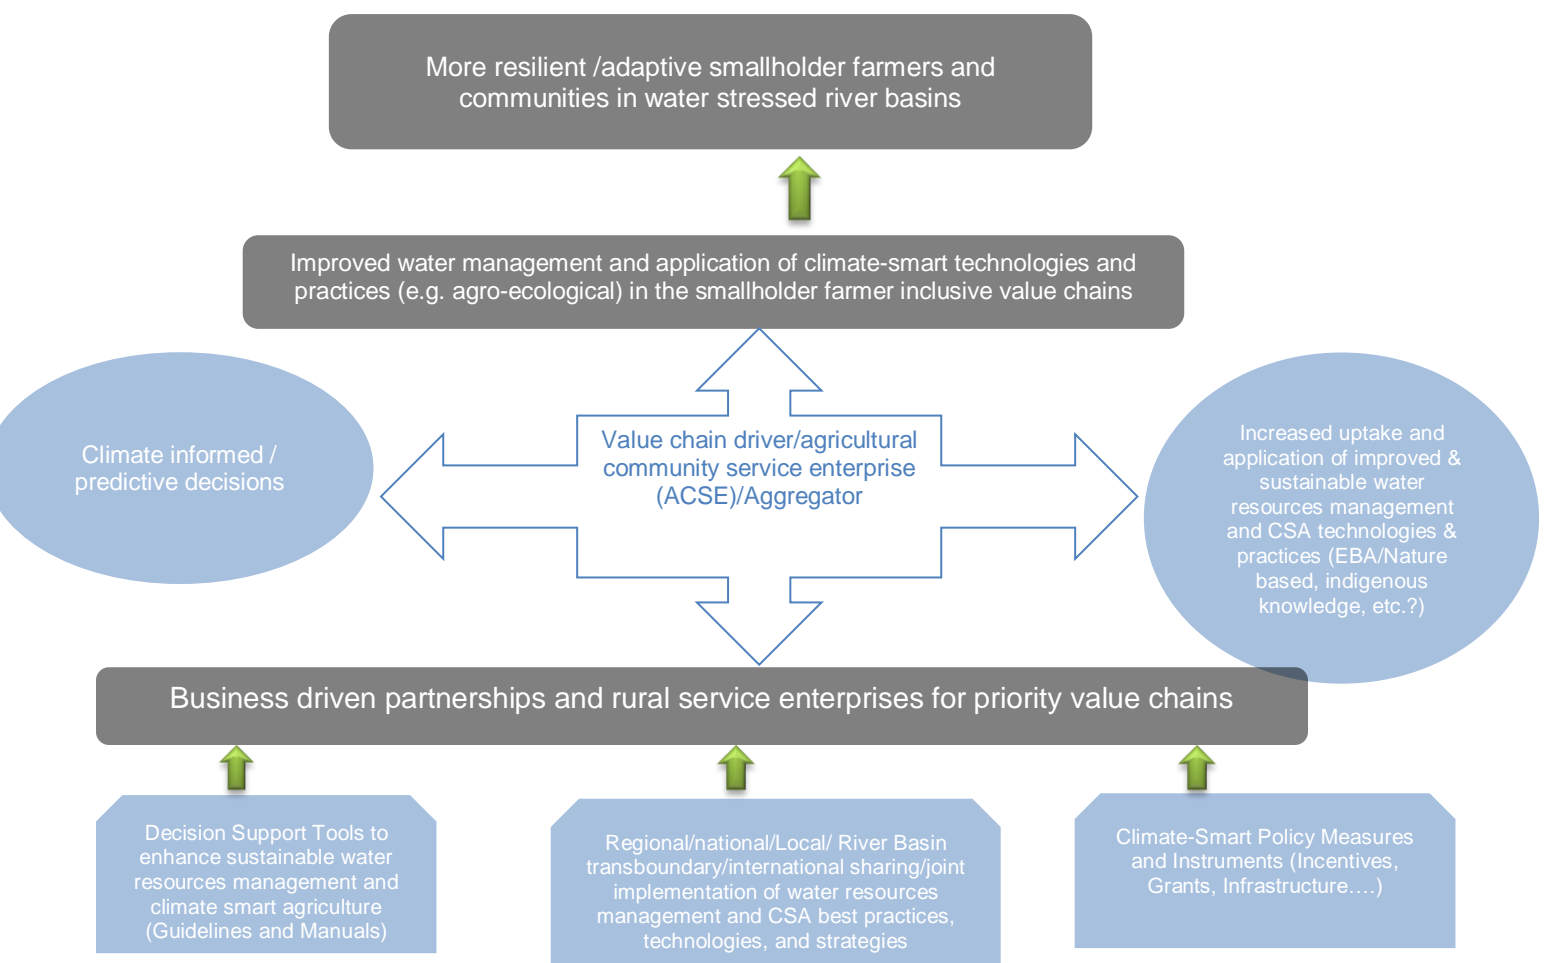 More resilient /adaptive smallholder farmers and
communities in water stressed river basins
Improved water management and application of climate-smart technologies and
practices (e.g. agro-ecological) in the smallholder farmer inclusive value chains
Climate informed /
predictive decisions
Value chain driver/agricultural
community service enterprise
(ACSE)/Aggregator
Increased uptake and
application of improved &
sustainable water
resources management
and CSA technologies &
practices (EBA/Nature
based, indigenous
knowledge, etc.?)
Business driven partnerships and rural service enterprises for priority value chains
Decision Support Tools to
enhance sustainable water
resources management and
climate smart agriculture
(Guidelines and Manuals)
Regional/national/Local/ River Basin
transboundary/international sharing/joint
implementation of water resources
management and CSA best practices,
technologies, and strategies
Climate-Smart Policy Measures
and Instruments (Incentives,
Grants, Infrastructure….)